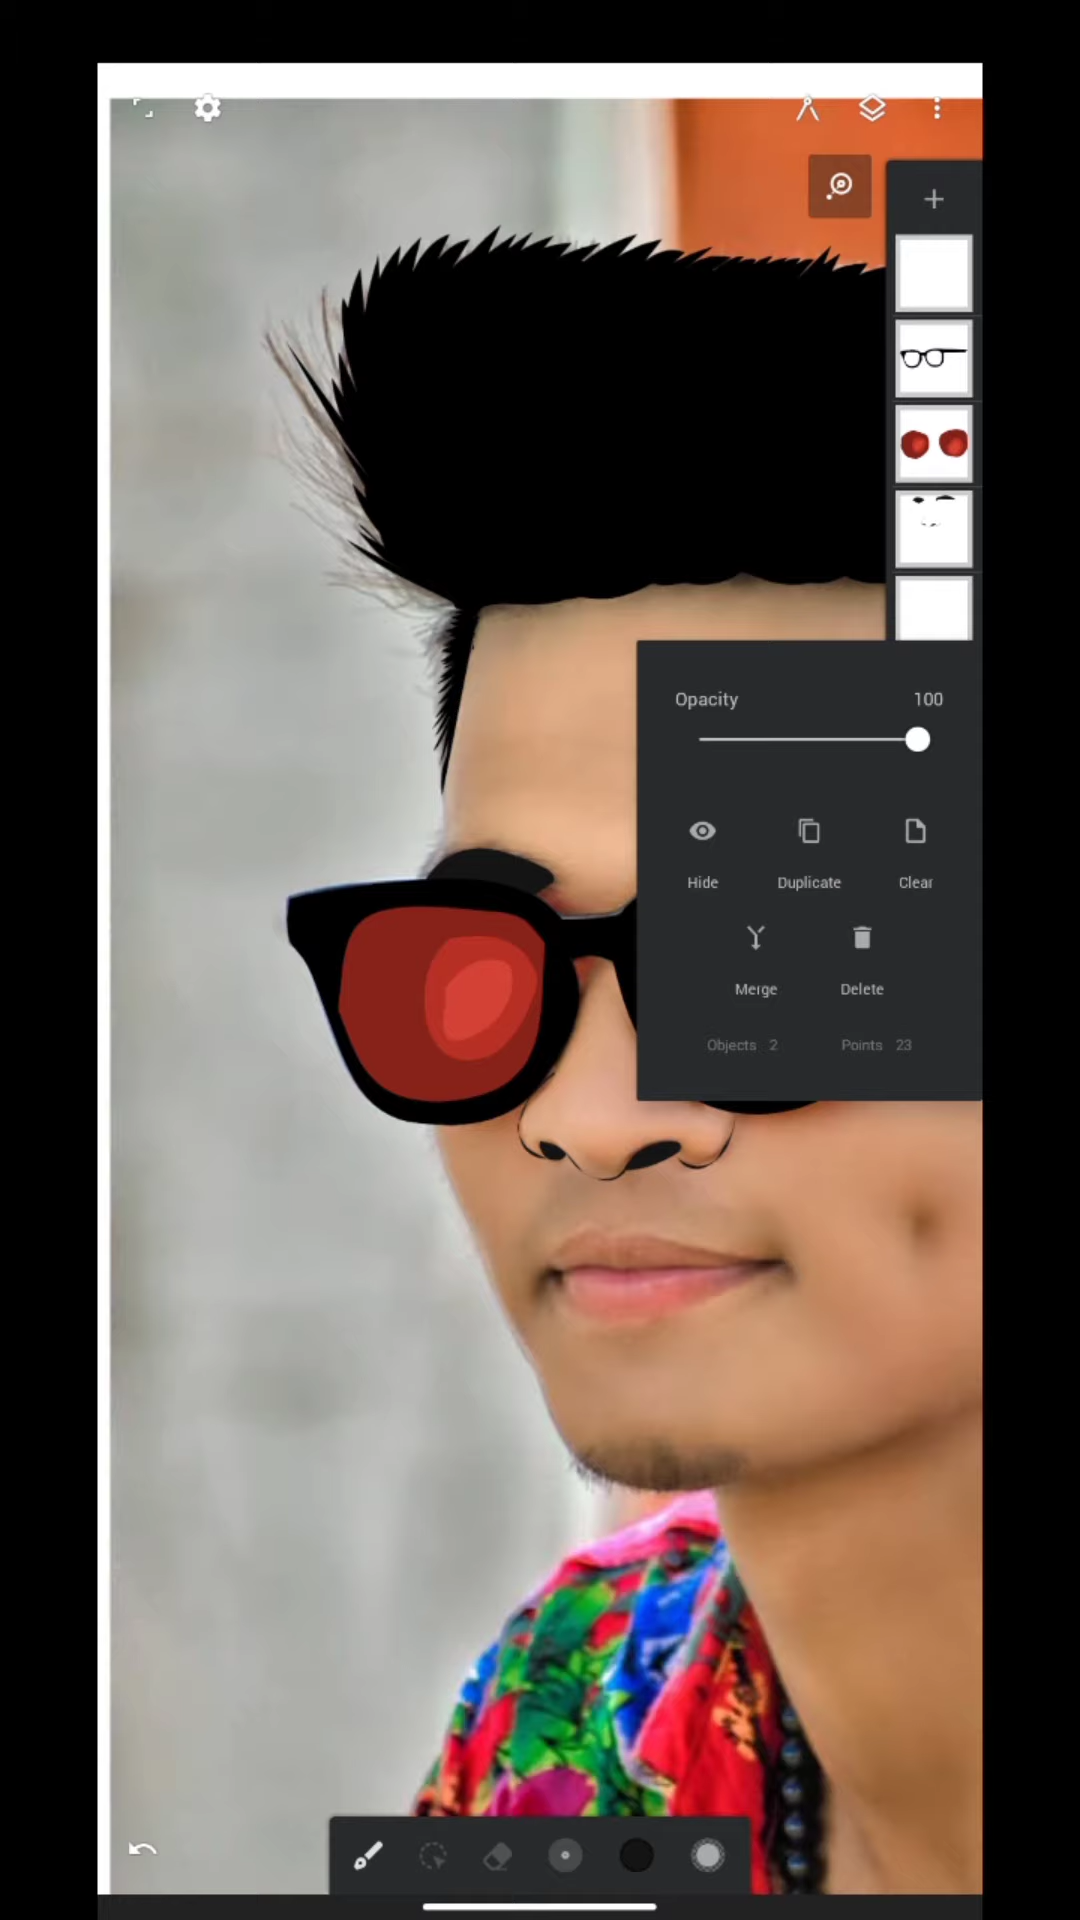 Opacity 100
Hide Duplicate Clear
Merge Delete
Objects 2 Points 23